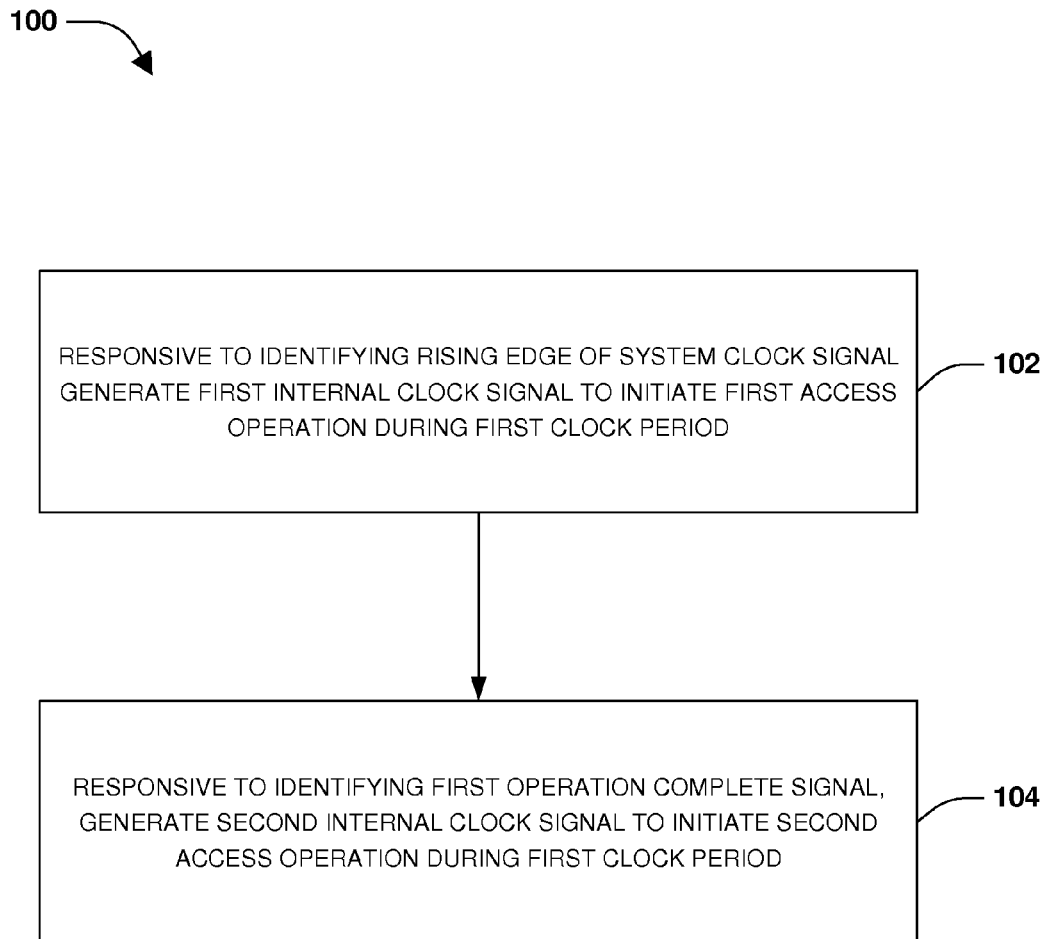 100
RESPONSIVE TO IDENTIFYING RISING EDGE OF SYSTEM CLOCK SIGNAL
GENERATE FIRST INTERNAL CLOCK SIGNAL TO INITIATE FIRST ACCESS
OPERATION DURING FIRST CLOCK PERIOD
102
RESPONSIVE TO IDENTIFYING FIRST OPERATION COMPLETE SIGNAL,
GENERATE SECOND INTERNAL CLOCK SIGNAL TO INITIATE SECOND
ACCESS OPERATION DURING FIRST CLOCK PERIOD
104